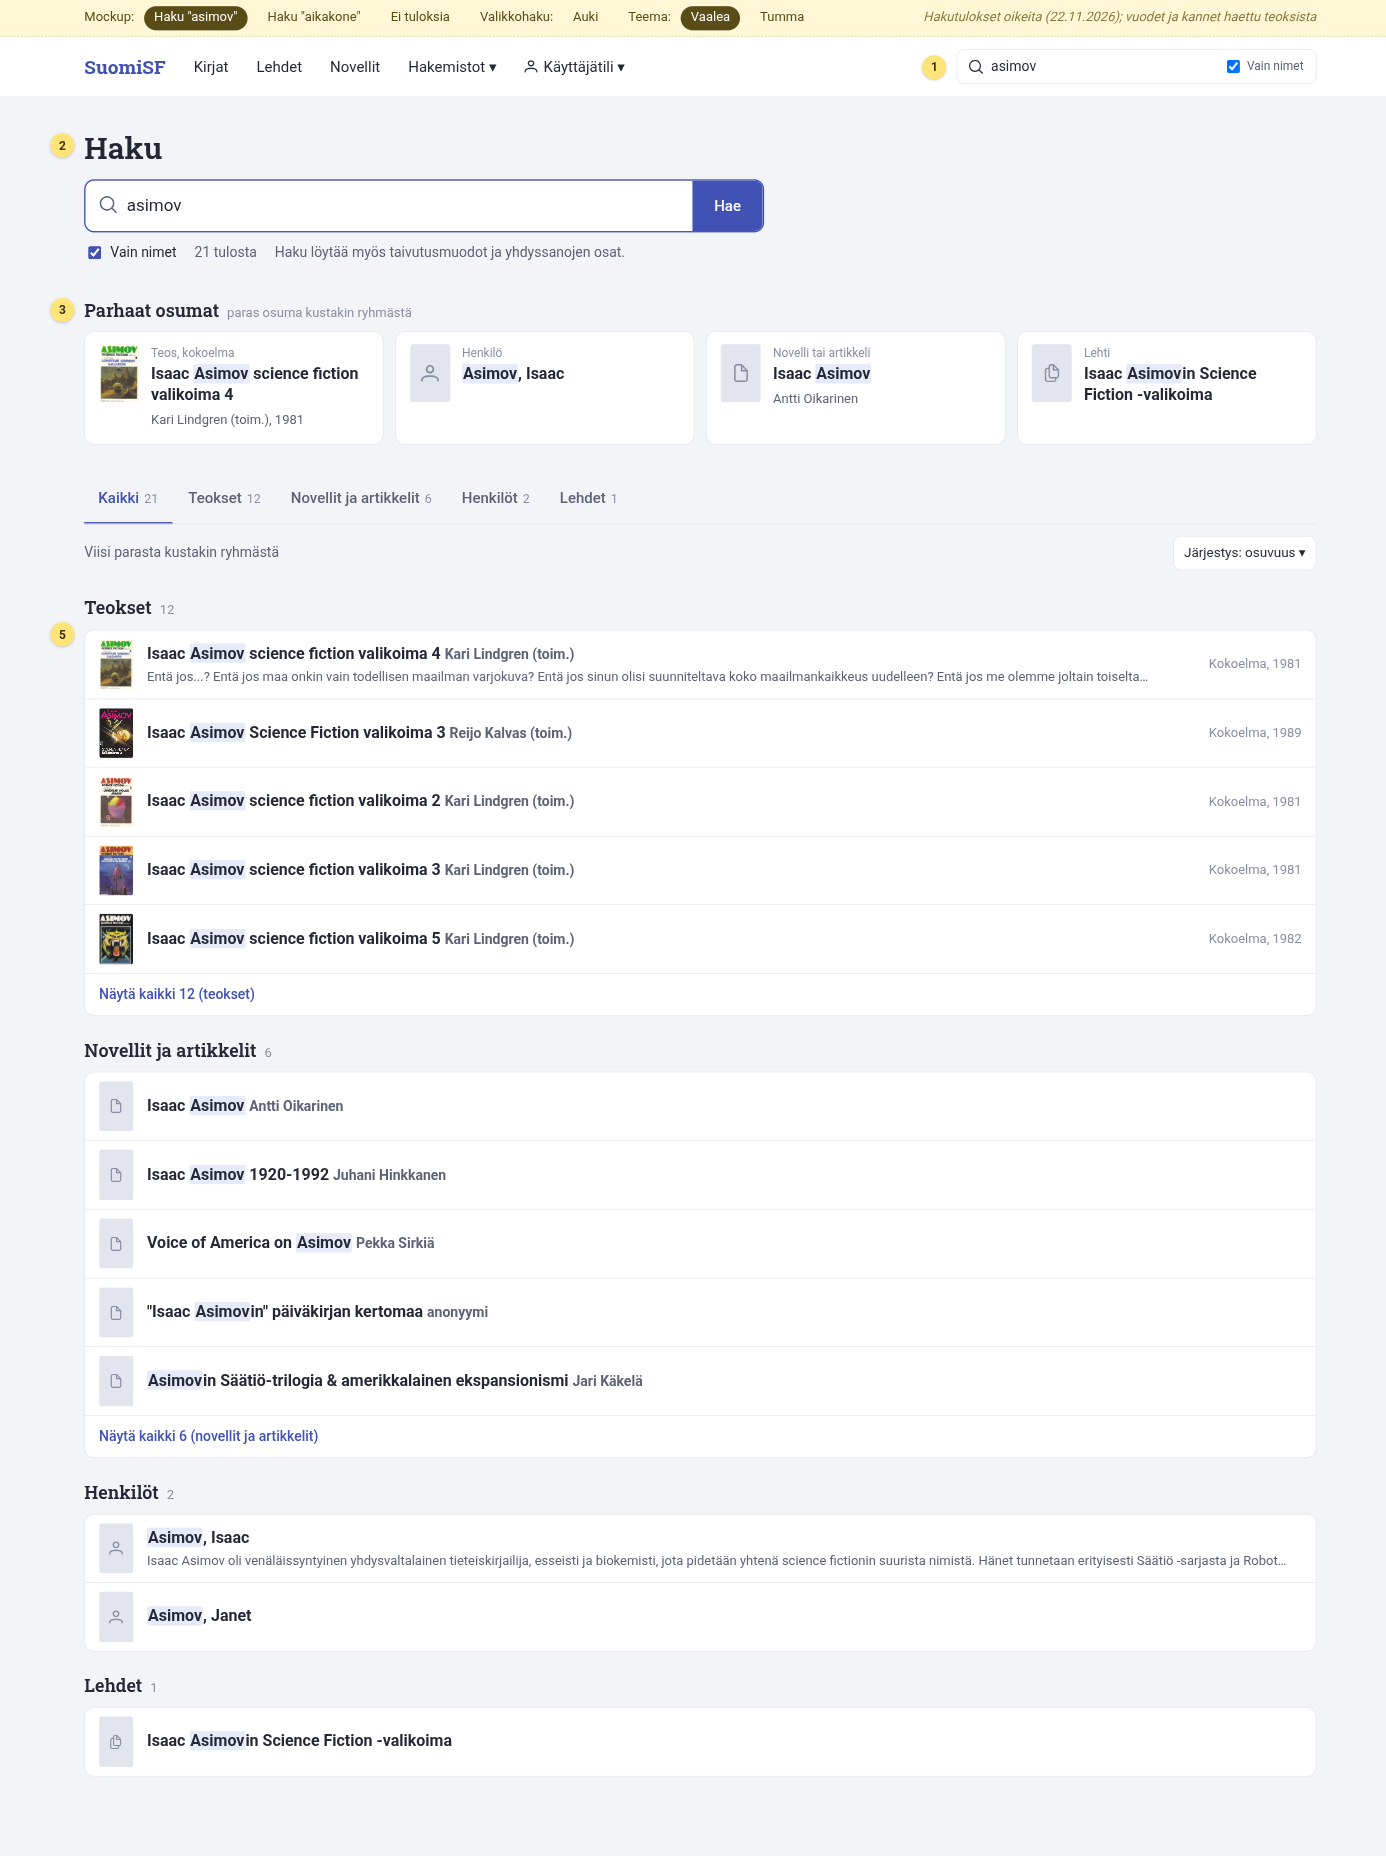 Mockup: Haku "asimov" Haku "aikakone" Ei tuloksia Valikkohaku: Auki Teema: Vaalea Tumma Hakutulokset oikeita (22.11.2026); vuodet ja kannet haettu teoksista
SuomiSF Kirjat Lehdet Novellit Hakemistot ▾ Käyttäjätili ▾ 1 asimov Vain nimet
2 Haku
asimov Hae
Vain nimet 21 tulosta Haku löytää myös taivutusmuodot ja yhdyssanojen osat.
3 Parhaat osumat paras osuma kustakin ryhmästä
ASIMOV
Teos, kokoelma
Isaac Asimov science fiction
valikoima 4
Kari Lindgren (toim.), 1981
Henkilö
Asimov, Isaac
Novelli tai artikkeli
Isaac Asimov
Antti Oikarinen
Lehti
Isaac Asimovin Science
Fiction -valikoima
Kaikki 21 Teokset 12 Novellit ja artikkelit 6 Henkilöt 2 Lehdet 1
Viisi parasta kustakin ryhmästä Järjestys: osuvuus ▾
Teokset 12
5
ASIMOV
Isaac Asimov science fiction valikoima 4 Kari Lindgren (toim.) Kokoelma, 1981
Entä jos...? Entä jos maa onkin vain todellisen maailman varjokuva? Entä jos sinun olisi suunniteltava koko maailmankaikkeus uudelleen? Entä jos me olemme joltain toiselta…
ASIMOV
Isaac Asimov Science Fiction valikoima 3 Reijo Kalvas (toim.) Kokoelma, 1989
ASIMOV
Isaac Asimov science fiction valikoima 2 Kari Lindgren (toim.) Kokoelma, 1981
ASIMOV
Isaac Asimov science fiction valikoima 3 Kari Lindgren (toim.) Kokoelma, 1981
ASIMOV
Isaac Asimov science fiction valikoima 5 Kari Lindgren (toim.) Kokoelma, 1982
Näytä kaikki 12 (teokset)
Novellit ja artikkelit 6
Isaac Asimov Antti Oikarinen
Isaac Asimov 1920-1992 Juhani Hinkkanen
Voice of America on Asimov Pekka Sirkiä
"Isaac Asimovin" päiväkirjan kertomaa anonyymi
Asimovin Säätiö-trilogia & amerikkalainen ekspansionismi Jari Käkelä
Näytä kaikki 6 (novellit ja artikkelit)
Henkilöt 2
Asimov, Isaac
Isaac Asimov oli venäläissyntyinen yhdysvaltalainen tieteiskirjailija, esseisti ja biokemisti, jota pidetään yhtenä science fictionin suurista nimistä. Hänet tunnetaan erityisesti Säätiö -sarjasta ja Robot…
Asimov, Janet
Lehdet 1
Isaac Asimovin Science Fiction -valikoima